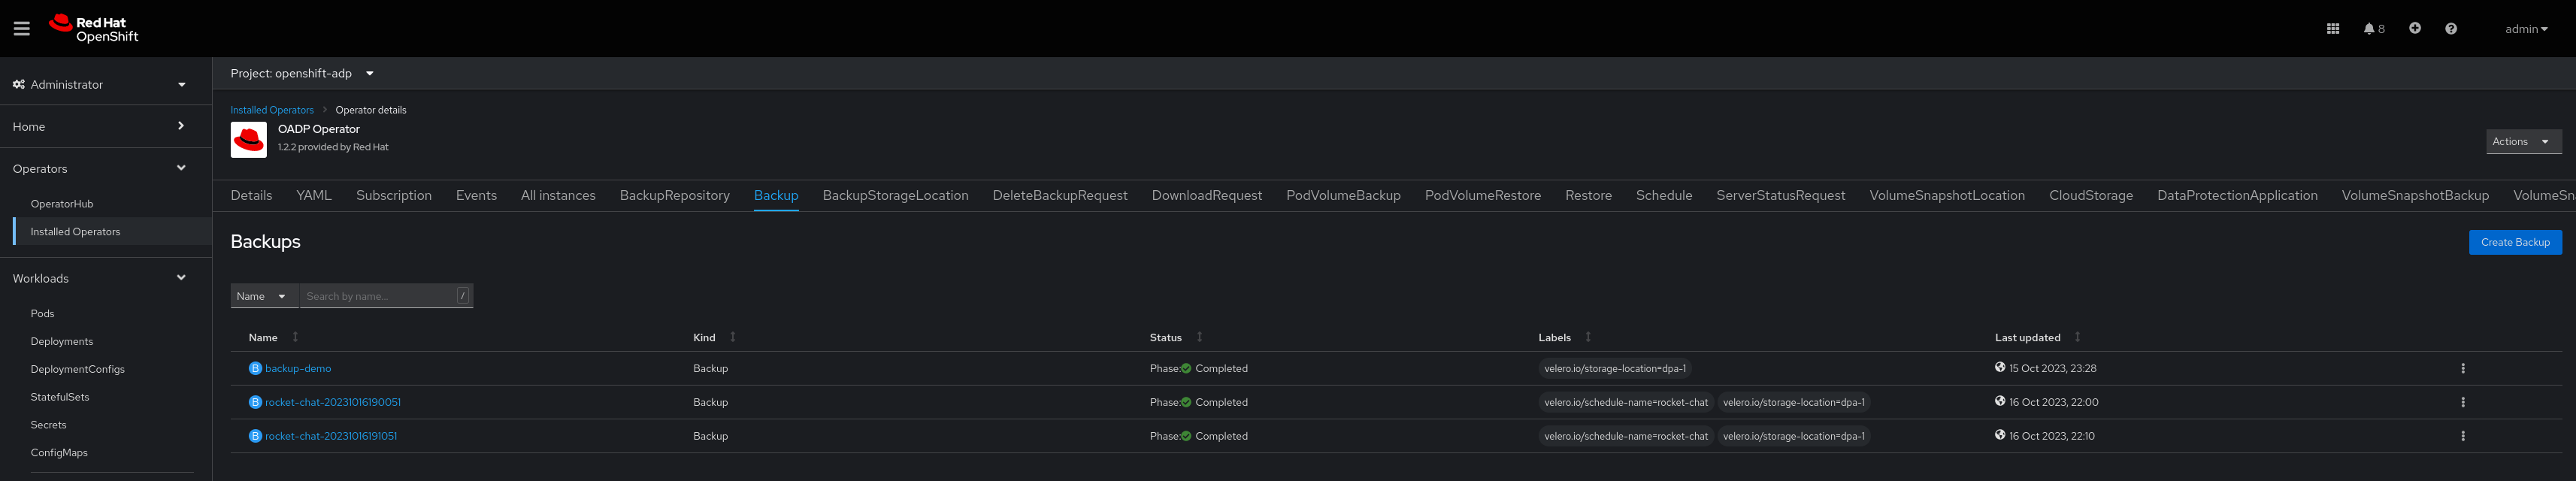 Red Hat
OpenShift
8
admin
Administrator
Home
Operators
OperatorHub
Installed Operators
Workloads
Pods
Deployments
DeploymentConfigs
StatefulSets
Secrets
ConfigMaps
Project: openshift-adp
Installed Operators > Operator details
OADP Operator
1.2.2 provided by Red Hat
Actions
Details YAML Subscription Events All instances BackupRepository Backup BackupStorageLocation DeleteBackupRequest DownloadRequest PodVolumeBackup PodVolumeRestore Restore Schedule ServerStatusRequest VolumeSnapshotLocation CloudStorage DataProtectionApplication VolumeSnapshotBackup VolumeSn
Backups
Create Backup
Name Search by name... /
Name Kind Status Labels Last updated
B backup-demo Backup Phase: Completed velero.io/storage-location=dpa-1 15 Oct 2023, 23:28
B rocket-chat-20231016190051 Backup Phase: Completed velero.io/schedule-name=rocket-chat velero.io/storage-location=dpa-1 16 Oct 2023, 22:00
B rocket-chat-20231016191051 Backup Phase: Completed velero.io/schedule-name=rocket-chat velero.io/storage-location=dpa-1 16 Oct 2023, 22:10